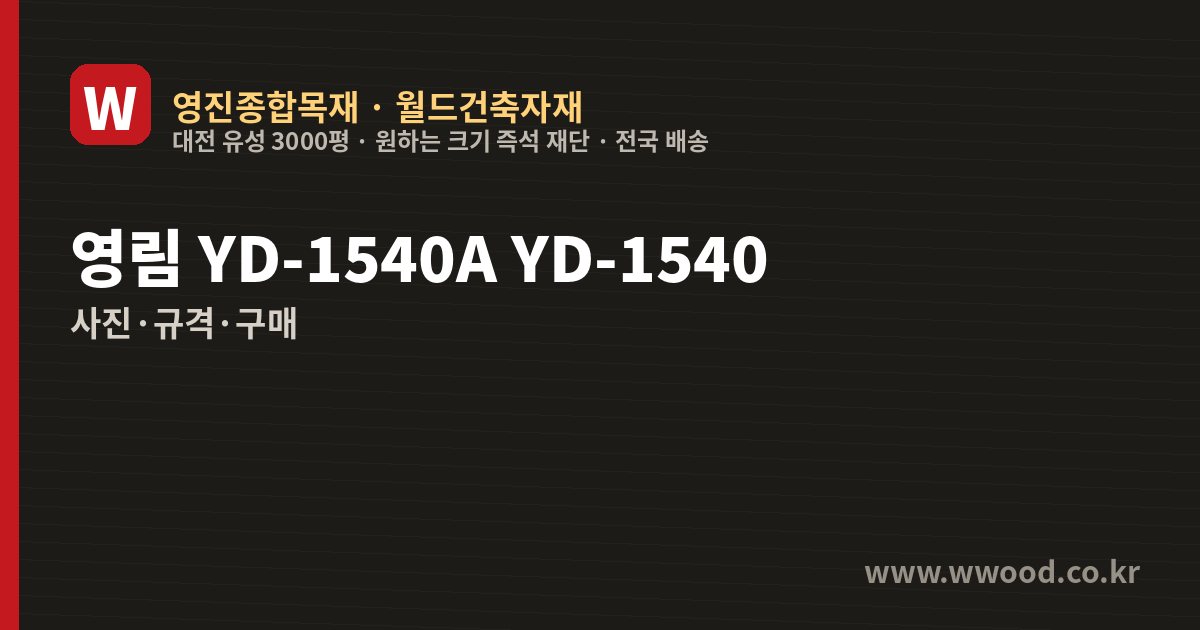 W
영진종합목재 · 월드건축자재
대전 유성 3000평 · 원하는 크기 즉석 재단 · 전국 배송
영림 YD-1540A YD-1540
사진·규격·구매
www.wwood.co.kr